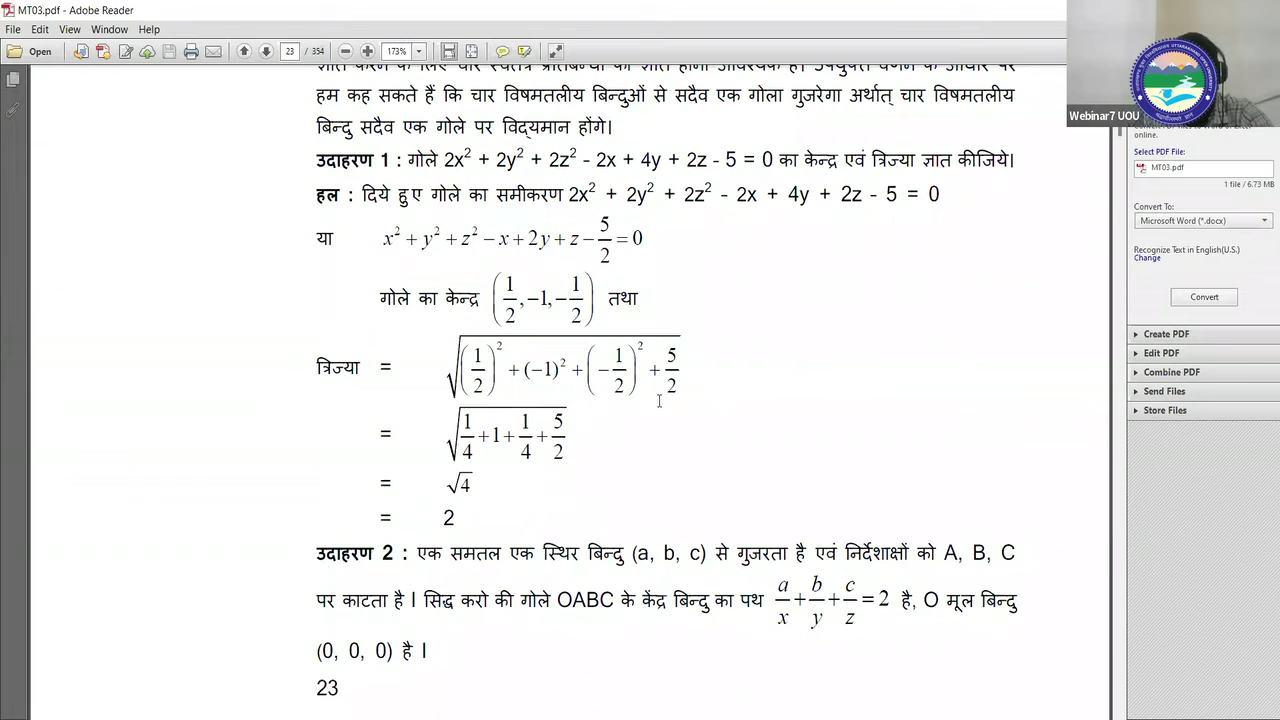 MT03.pdf - Adobe Reader
File Edit View Window Help
Open 23 / 354 173%
हम कह सकते हैं कि चार विषमतलीय बिन्दुओं से सदैव एक गोला गुजरेगा अर्थात् चार विषमतलीय
बिन्दु सदैव एक गोले पर विद्यमान होंगे।
उदाहरण 1 : गोले 2x² + 2y² + 2z² - 2x + 4y + 2z - 5 = 0 का केन्द्र एवं त्रिज्या ज्ञात कीजिये।
हल : दिये हुए गोले का समीकरण 2x² + 2y² + 2z² - 2x + 4y + 2z - 5 = 0
या x² + y² + z² − x + 2y + z − 5/2 = 0
गोले का केन्द्र (1/2, −1, −1/2) तथा
त्रिज्या = √((1/2)² + (−1)² + (−1/2)² + 5/2)
= √(1/4 + 1 + 1/4 + 5/2)
= √4
= 2
उदाहरण 2 : एक समतल एक स्थिर बिन्दु (a, b, c) से गुजरता है एवं निर्देशाक्षों को A, B, C
पर काटता है I सिद्ध करो की गोले OABC के केंद्र बिन्दु का पथ a/x + b/y + c/z = 2 है, O मूल बिन्दु
(0, 0, 0) है I
23
Webinar7 UOU
online.
Select PDF File:
MT03.pdf
1 file / 6.73 MB
Convert To:
Microsoft Word (*.docx)
Recognize Text in English(U.S.)
Change
Convert
Create PDF
Edit PDF
Combine PDF
Send Files
Store Files